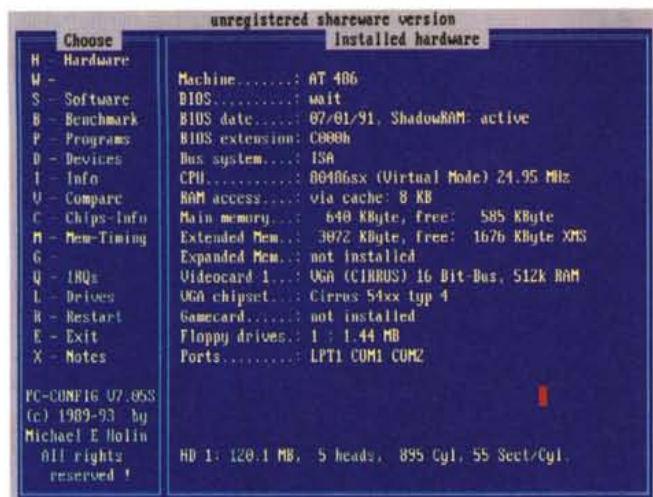 unregistered shareware version
Choose
H - Hardware
W -
S - Software
B - Benchmark
P - Programs
D - Devices
I - Info
V - Compare
C - Chips-Info
M - Mem-Timing
G -
Q - IRQs
L - Drives
R - Restart
E - Exit
X - Notes
PC-CONFIG V7.05S
(c) 1989-93 by
Michael E Holin
All rights
reserved !
Installed hardware
Machine.......: AT 486
BIOS..........: wait
BIOS date.....: 07/01/91, ShadowRAM: active
BIOS extension: C000h
Bus system....: ISA
CPU...........: 80486sx (Virtual Mode) 24.95 MHz
RAM access....: via cache: 8 KB
Main memory...: 640 KByte, free: 585 KByte
Extended Mem..: 3072 KByte, free: 1676 KByte XMS
Expanded Mem..: not installed
Videocard 1...: VGA (CIRRUS) 16 Bit-Bus, 512k RAM
VGA chipset...: Cirrus 54xx typ 4
Gamecard......: not installed
Floppy drives.: 1 : 1.44 MB
Ports.........: LPT1 COM1 COM2
HD 1: 120.1 MB, 5 heads, 895 Cyl, 55 Sect/Cyl.